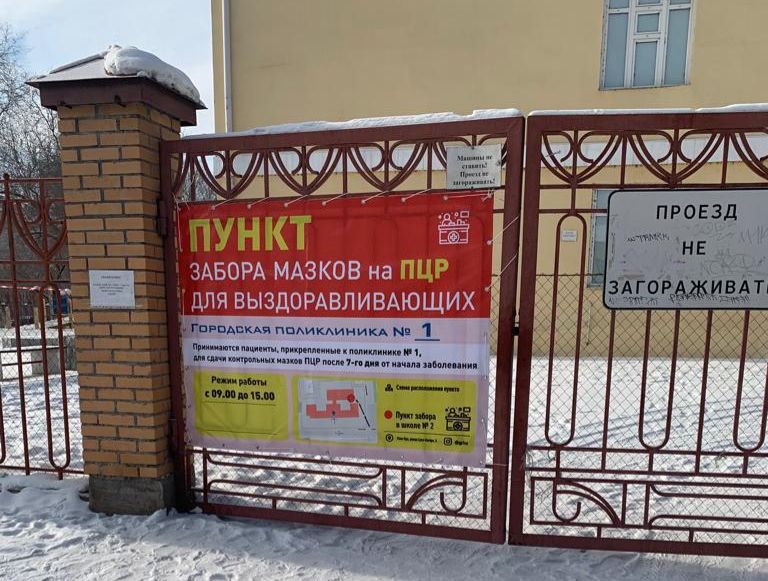 Машины не
ставить!
Проезд не
загораживать!
ПУНКТ
ЗАБОРА МАЗКОВ на ПЦР
ДЛЯ ВЫЗДОРАВЛИВАЮЩИХ
ГОРОДСКАЯ ПОЛИКЛИНИКА № 1
Принимаются пациенты, прикрепленные к поликлинике № 1,
для сдачи контрольных мазков ПЦР после 7-го дня от начала заболевания
Режим работы
с 09.00 до 15.00
Схема расположения пункта
Пункт забора
в школе № 2
ПРОЕЗД
НЕ
ЗАГОРАЖИВАТЬ